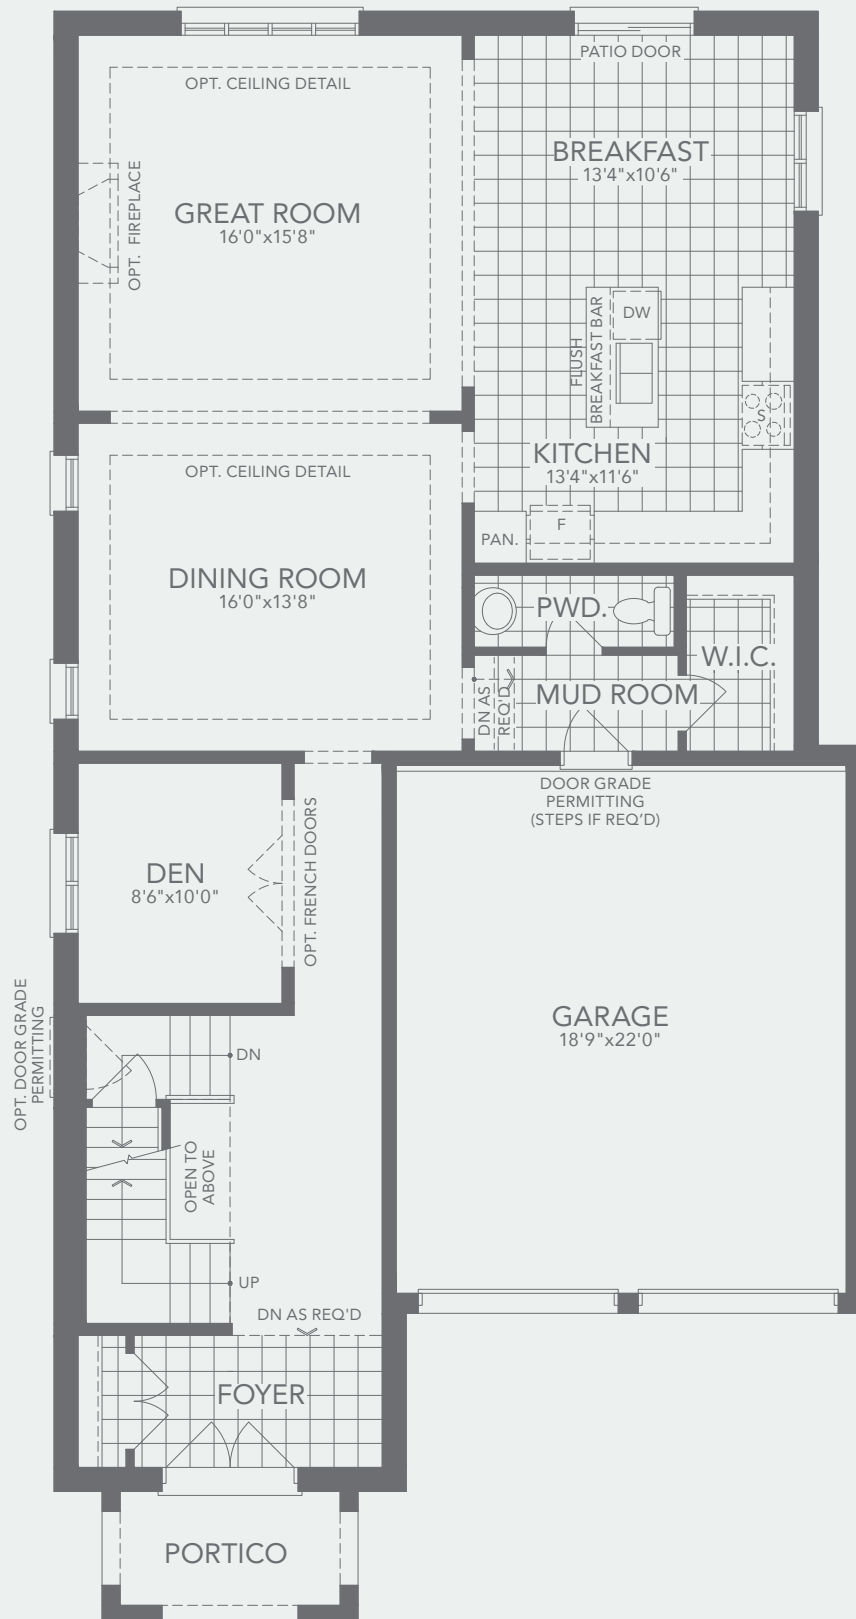 PATIO DOOR
OPT. CEILING DETAIL
BREAKFAST
13'4"x10'6"
OPT. FIREPLACE
GREAT ROOM
16'0"x15'8"
DW
FLUSH
BREAKFAST BAR
S
KITCHEN
13'4"x11'6"
OPT. CEILING DETAIL
F
PAN.
DINING ROOM
16'0"x13'8"
PWD.
W.I.C.
MUD ROOM
DN AS
REQ'D
DOOR GRADE
PERMITTING
(STEPS IF REQ'D)
OPT. FRENCH DOORS
DEN
8'6"x10'0"
GARAGE
18'9"x22'0"
OPT. DOOR GRADE
PERMITTING
DN
OPEN TO
ABOVE
UP
DN AS REQ'D
FOYER
PORTICO